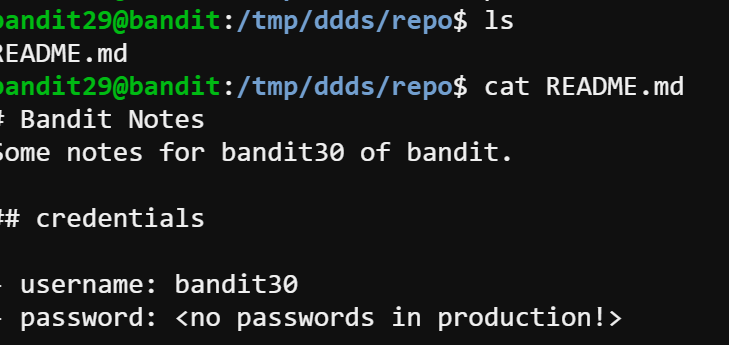 bandit29@bandit:/tmp/ddds/repo$ ls
README.md
bandit29@bandit:/tmp/ddds/repo$ cat README.md
# Bandit Notes
Some notes for bandit30 of bandit.
## credentials
- username: bandit30
- password: <no passwords in production!>